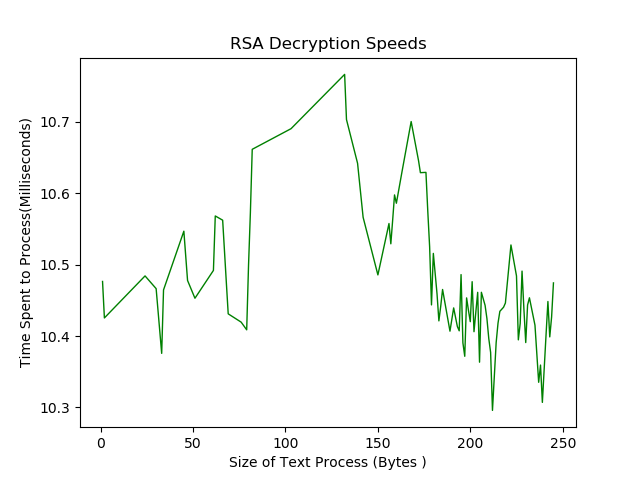 RSA Decryption Speeds
Time Spent to Process(Milliseconds)
10.7
10.6
10.5
10.4
10.3
0 50 100 150 200 250
Size of Text Process (Bytes )